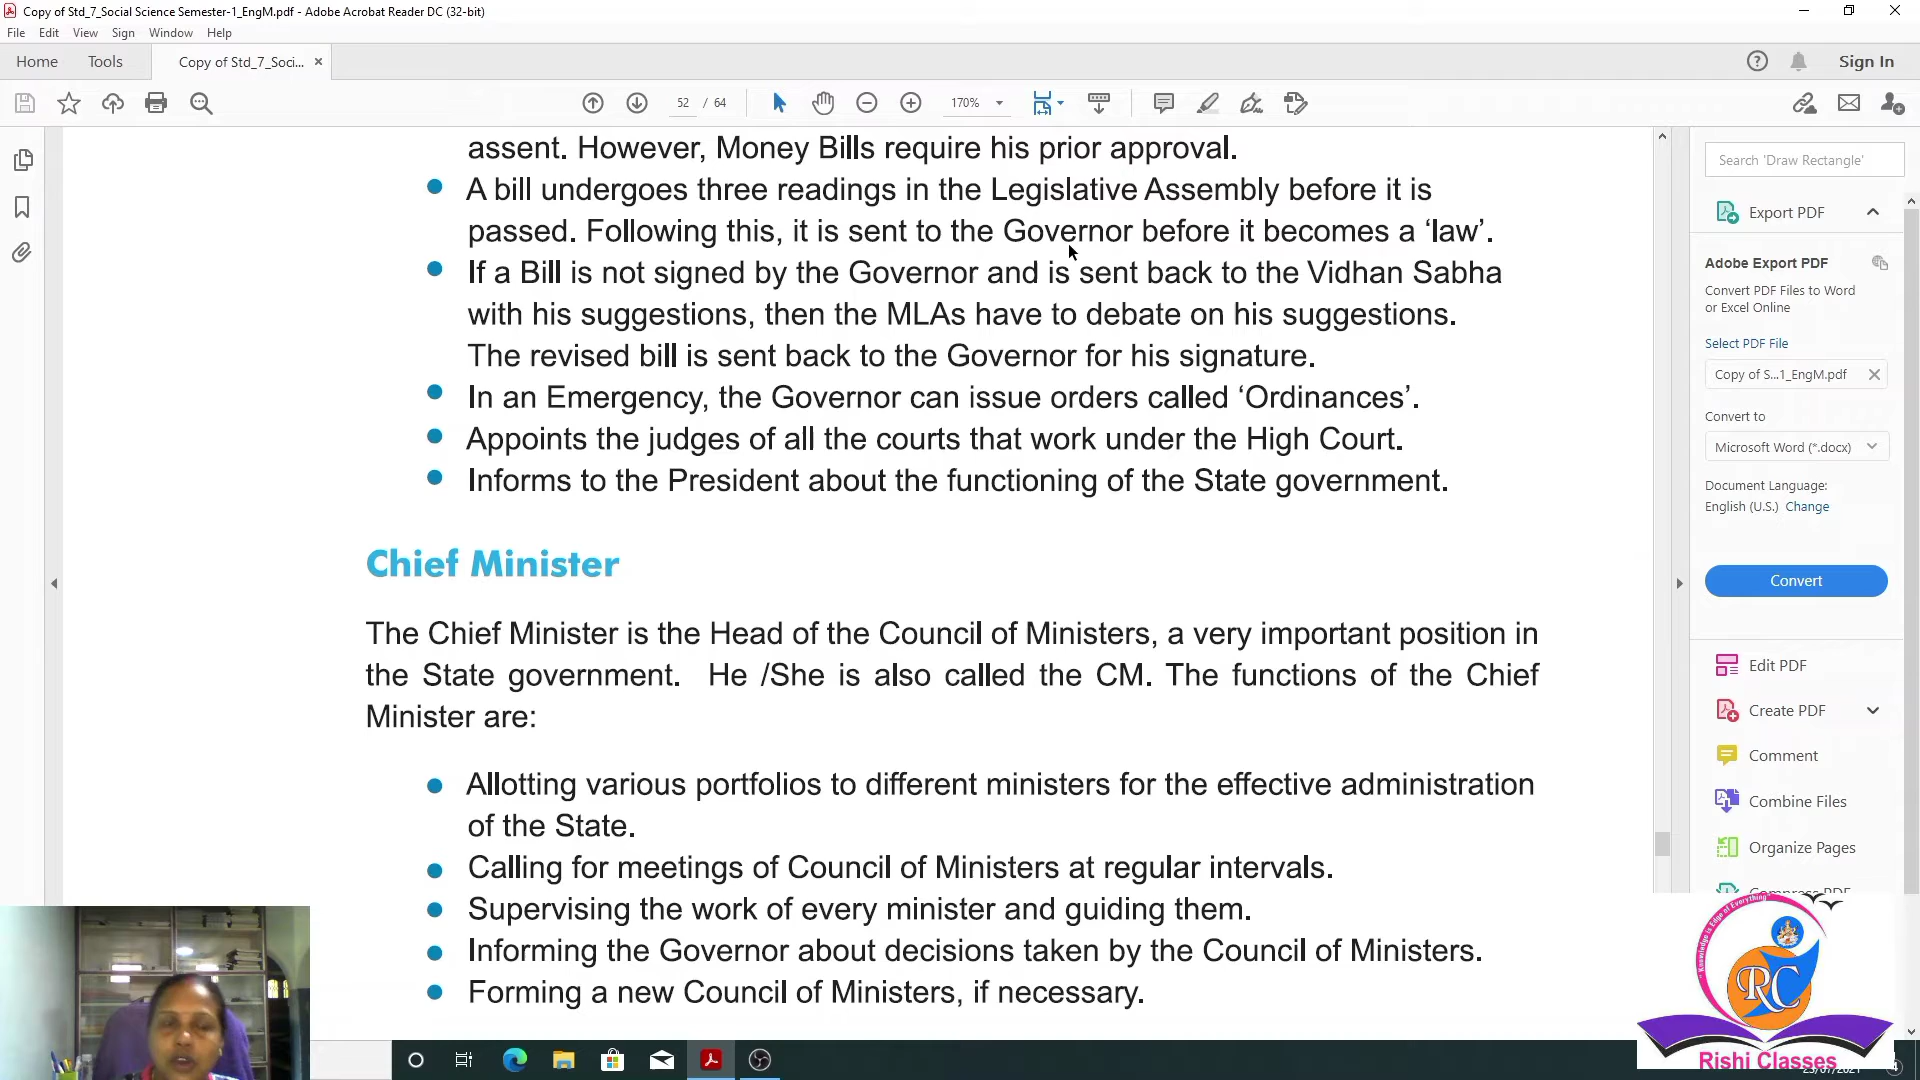 Copy of Std_7_Social Science Semester-1_EngM.pdf - Adobe Acrobat Reader DC (32-bit)
File Edit View Sign Window Help
Home Tools Copy of Std_7_Soci... Sign In
52 / 64 170%
assent. However, Money Bills require his prior approval.
A bill undergoes three readings in the Legislative Assembly before it is
passed. Following this, it is sent to the Governor before it becomes a ‘law’.
If a Bill is not signed by the Governor and is sent back to the Vidhan Sabha
with his suggestions, then the MLAs have to debate on his suggestions.
The revised bill is sent back to the Governor for his signature.
In an Emergency, the Governor can issue orders called ‘Ordinances’.
Appoints the judges of all the courts that work under the High Court.
Informs to the President about the functioning of the State government.
Chief Minister
The Chief Minister is the Head of the Council of Ministers, a very important position in
the State government. He /She is also called the CM. The functions of the Chief
Minister are:
Allotting various portfolios to different ministers for the effective administration
of the State.
Calling for meetings of Council of Ministers at regular intervals.
Supervising the work of every minister and guiding them.
Informing the Governor about decisions taken by the Council of Ministers.
Forming a new Council of Ministers, if necessary.
Search 'Draw Rectangle'
Export PDF
Adobe Export PDF
Convert PDF Files to Word
or Excel Online
Select PDF File
Copy of S...1_EngM.pdf
Convert to
Microsoft Word (*.docx)
Document Language:
English (U.S.) Change
Convert
Edit PDF
Create PDF
Comment
Combine Files
Organize Pages
Compress PDF
"Knowledge is Edge of Everything"
RC
Rishi Classes